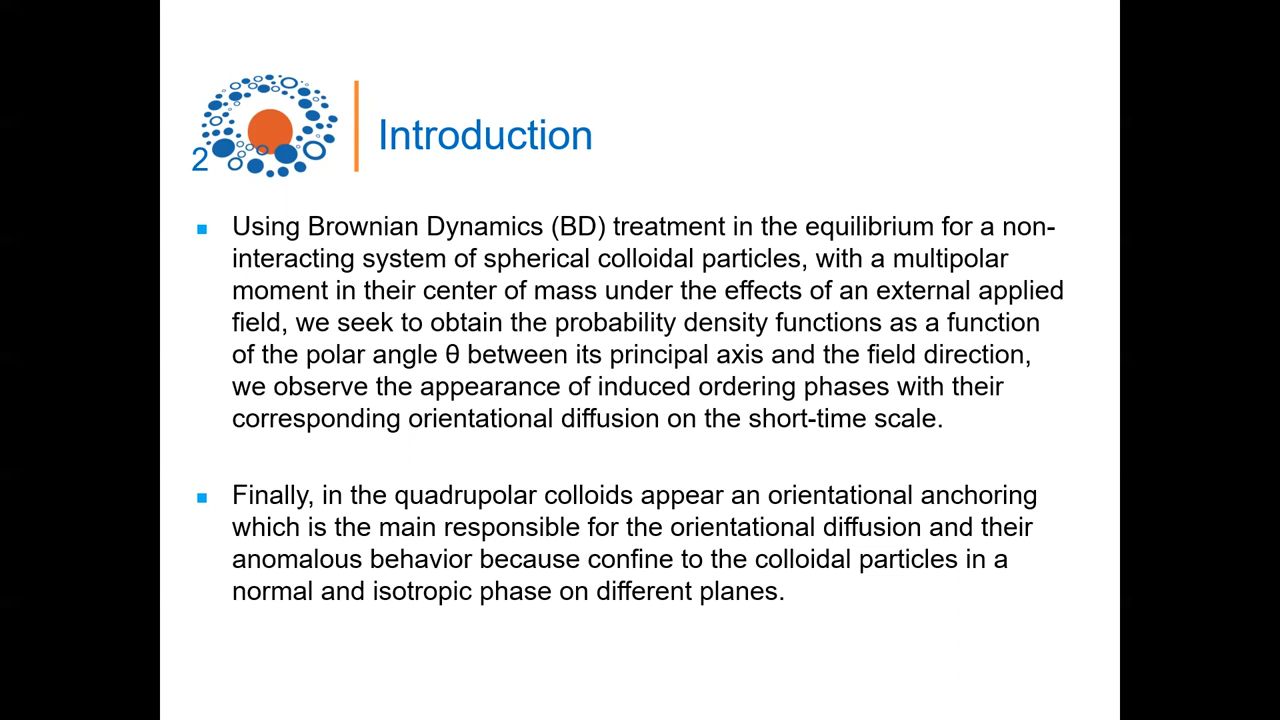 2
Introduction
Using Brownian Dynamics (BD) treatment in the equilibrium for a non-
interacting system of spherical colloidal particles, with a multipolar
moment in their center of mass under the effects of an external applied
field, we seek to obtain the probability density functions as a function
of the polar angle θ between its principal axis and the field direction,
we observe the appearance of induced ordering phases with their
corresponding orientational diffusion on the short-time scale.
Finally, in the quadrupolar colloids appear an orientational anchoring
which is the main responsible for the orientational diffusion and their
anomalous behavior because confine to the colloidal particles in a
normal and isotropic phase on different planes.